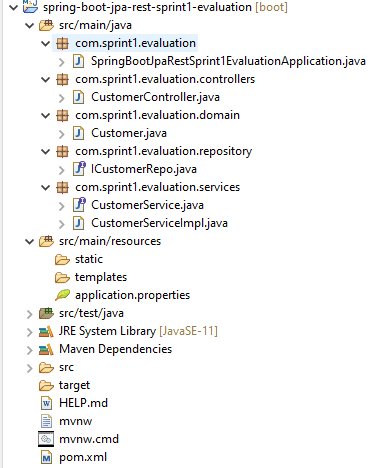 spring-boot-jpa-rest-sprint1-evaluation [boot]
src/main/java
com.sprint1.evaluation
SpringBootJpaRestSprint1EvaluationApplication.java
com.sprint1.evaluation.controllers
CustomerController.java
com.sprint1.evaluation.domain
Customer.java
com.sprint1.evaluation.repository
ICustomerRepo.java
com.sprint1.evaluation.services
CustomerService.java
CustomerServiceImpl.java
src/main/resources
static
templates
application.properties
src/test/java
JRE System Library [JavaSE-11]
Maven Dependencies
src
target
HELP.md
mvnw
mvnw.cmd
pom.xml